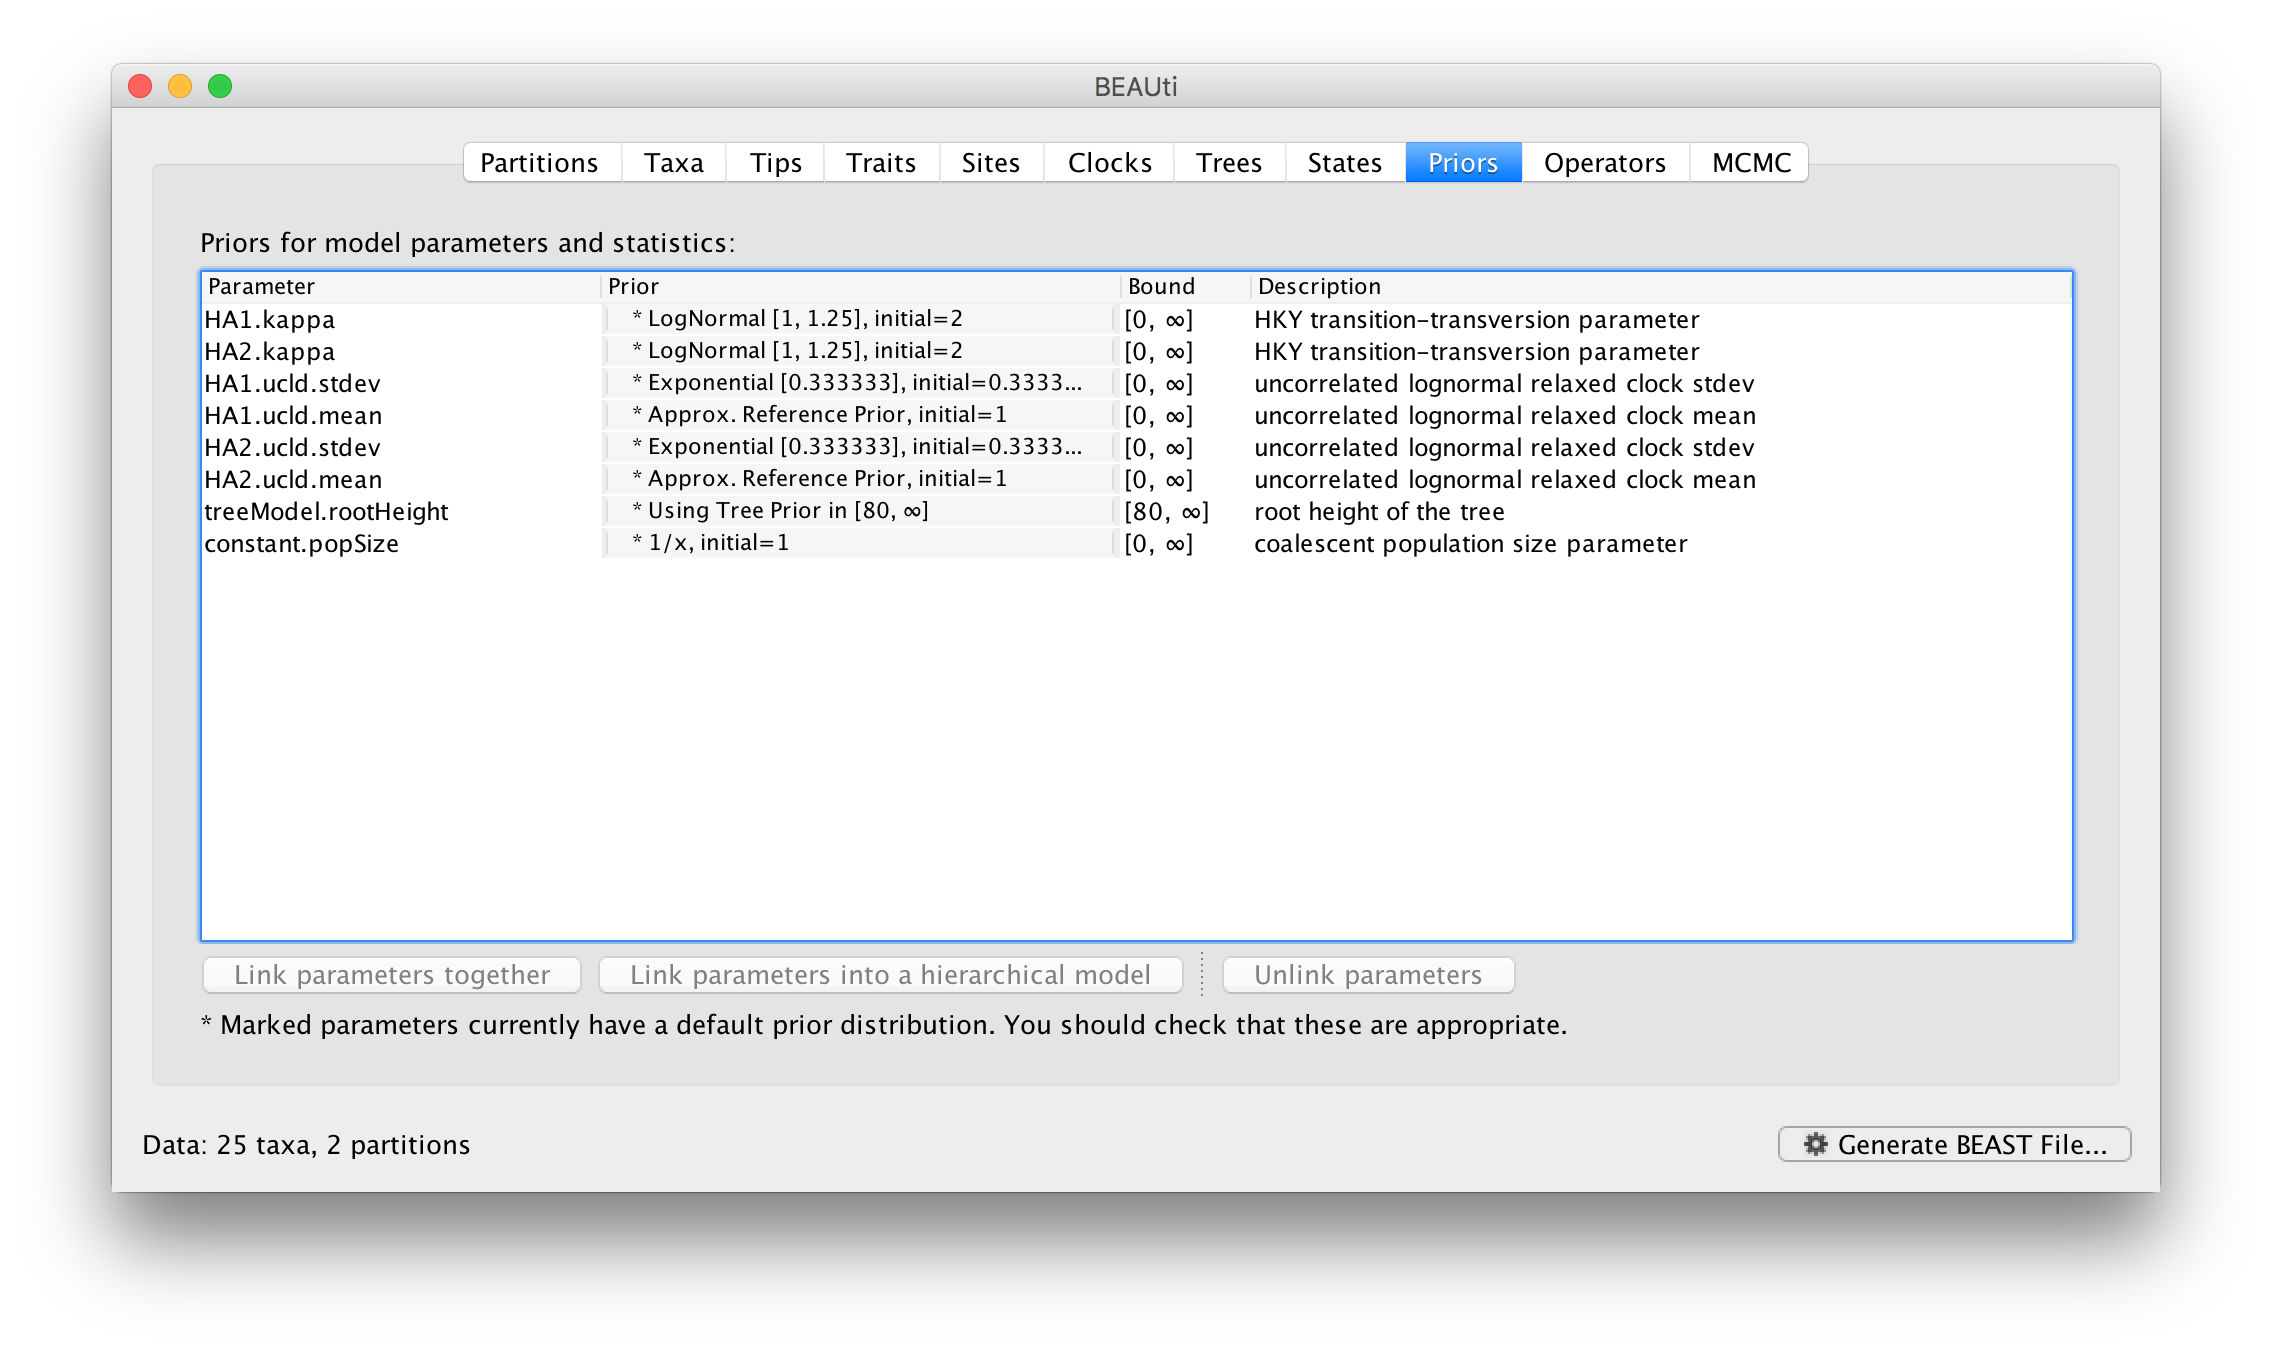 BEAUti
Partitions Taxa Tips Traits Sites Clocks Trees States Priors Operators MCMC
Priors for model parameters and statistics:
Parameter Prior Bound Description
HA1.kappa * LogNormal [1, 1.25], initial=2 [0, ∞] HKY transition-transversion parameter
HA2.kappa * LogNormal [1, 1.25], initial=2 [0, ∞] HKY transition-transversion parameter
HA1.ucld.stdev * Exponential [0.333333], initial=0.3333... [0, ∞] uncorrelated lognormal relaxed clock stdev
HA1.ucld.mean * Approx. Reference Prior, initial=1 [0, ∞] uncorrelated lognormal relaxed clock mean
HA2.ucld.stdev * Exponential [0.333333], initial=0.3333... [0, ∞] uncorrelated lognormal relaxed clock stdev
HA2.ucld.mean * Approx. Reference Prior, initial=1 [0, ∞] uncorrelated lognormal relaxed clock mean
treeModel.rootHeight * Using Tree Prior in [80, ∞] [80, ∞] root height of the tree
constant.popSize * 1/x, initial=1 [0, ∞] coalescent population size parameter
Link parameters together Link parameters into a hierarchical model Unlink parameters
* Marked parameters currently have a default prior distribution. You should check that these are appropriate.
Data: 25 taxa, 2 partitions Generate BEAST File...